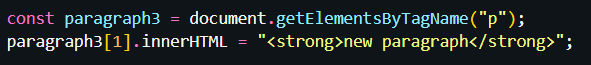 const paragraph3 = document.getElementsByTagName("p");
paragraph3[1].innerHTML = "<strong>new paragraph</strong>";